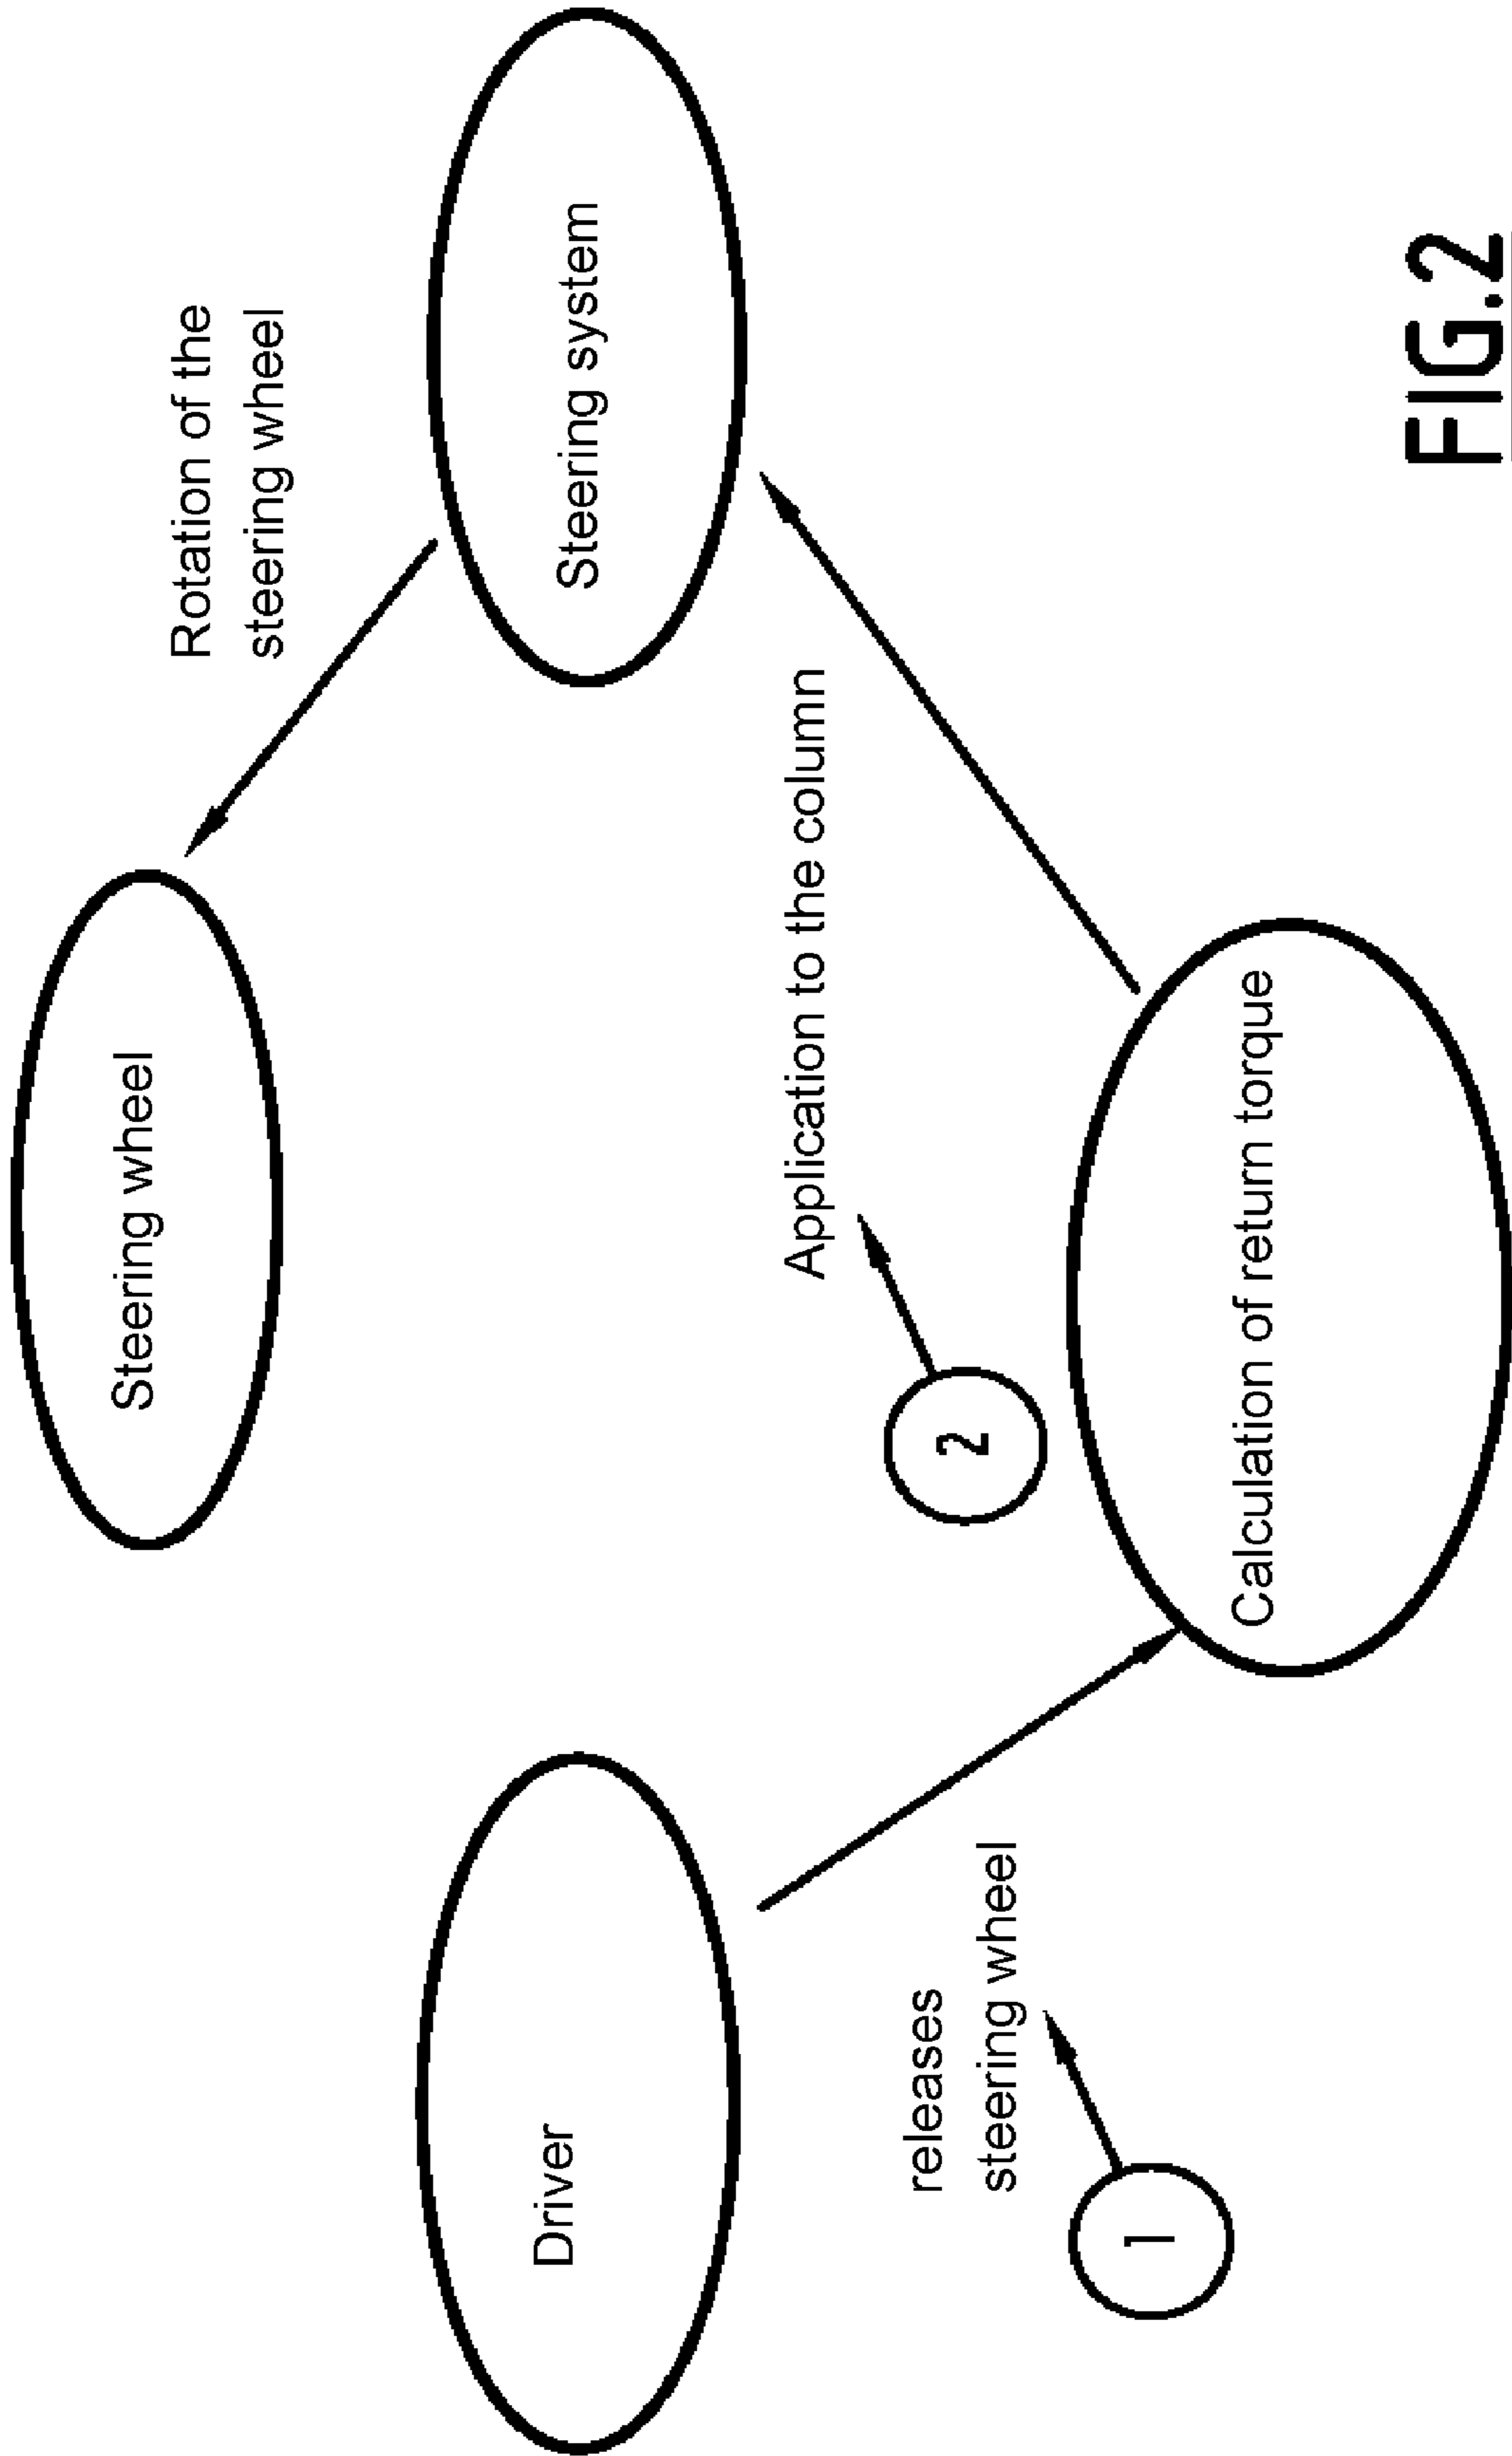 Steering wheel
Rotation of the
steering wheel
Driver
Steering system
Application to the column
releases
steering wheel
2
1
Calculation of return torque
FIG.2